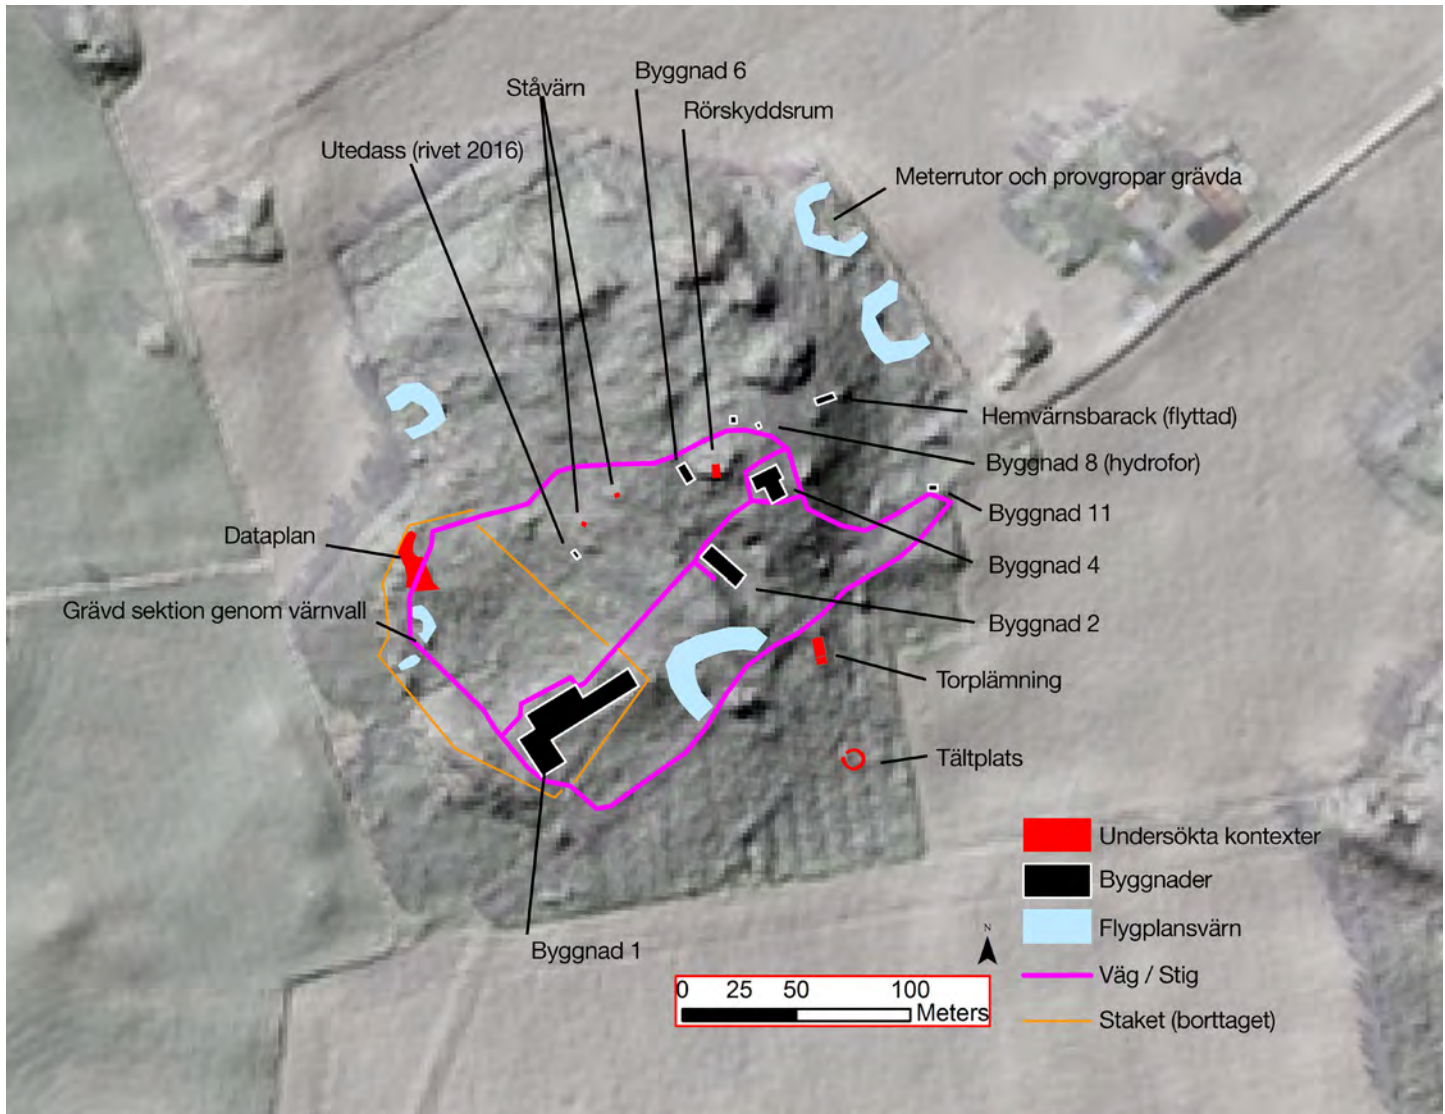 Byggnad 6
Ståvärn
Rörskyddsrum
Utedass (rivet 2016)
Meterrutor och provgropar grävda
Hemvärnsbarack (flyttad)
Byggnad 8 (hydrofor)
Byggnad 11
Dataplan
Byggnad 4
Grävd sektion genom värnvall
Byggnad 2
Torplämning
Tältplats
Undersökta kontexter
Byggnader
Flygplansvärn
Byggnad 1
N
Väg / Stig
0 25 50 100
Meters
Staket (borttaget)